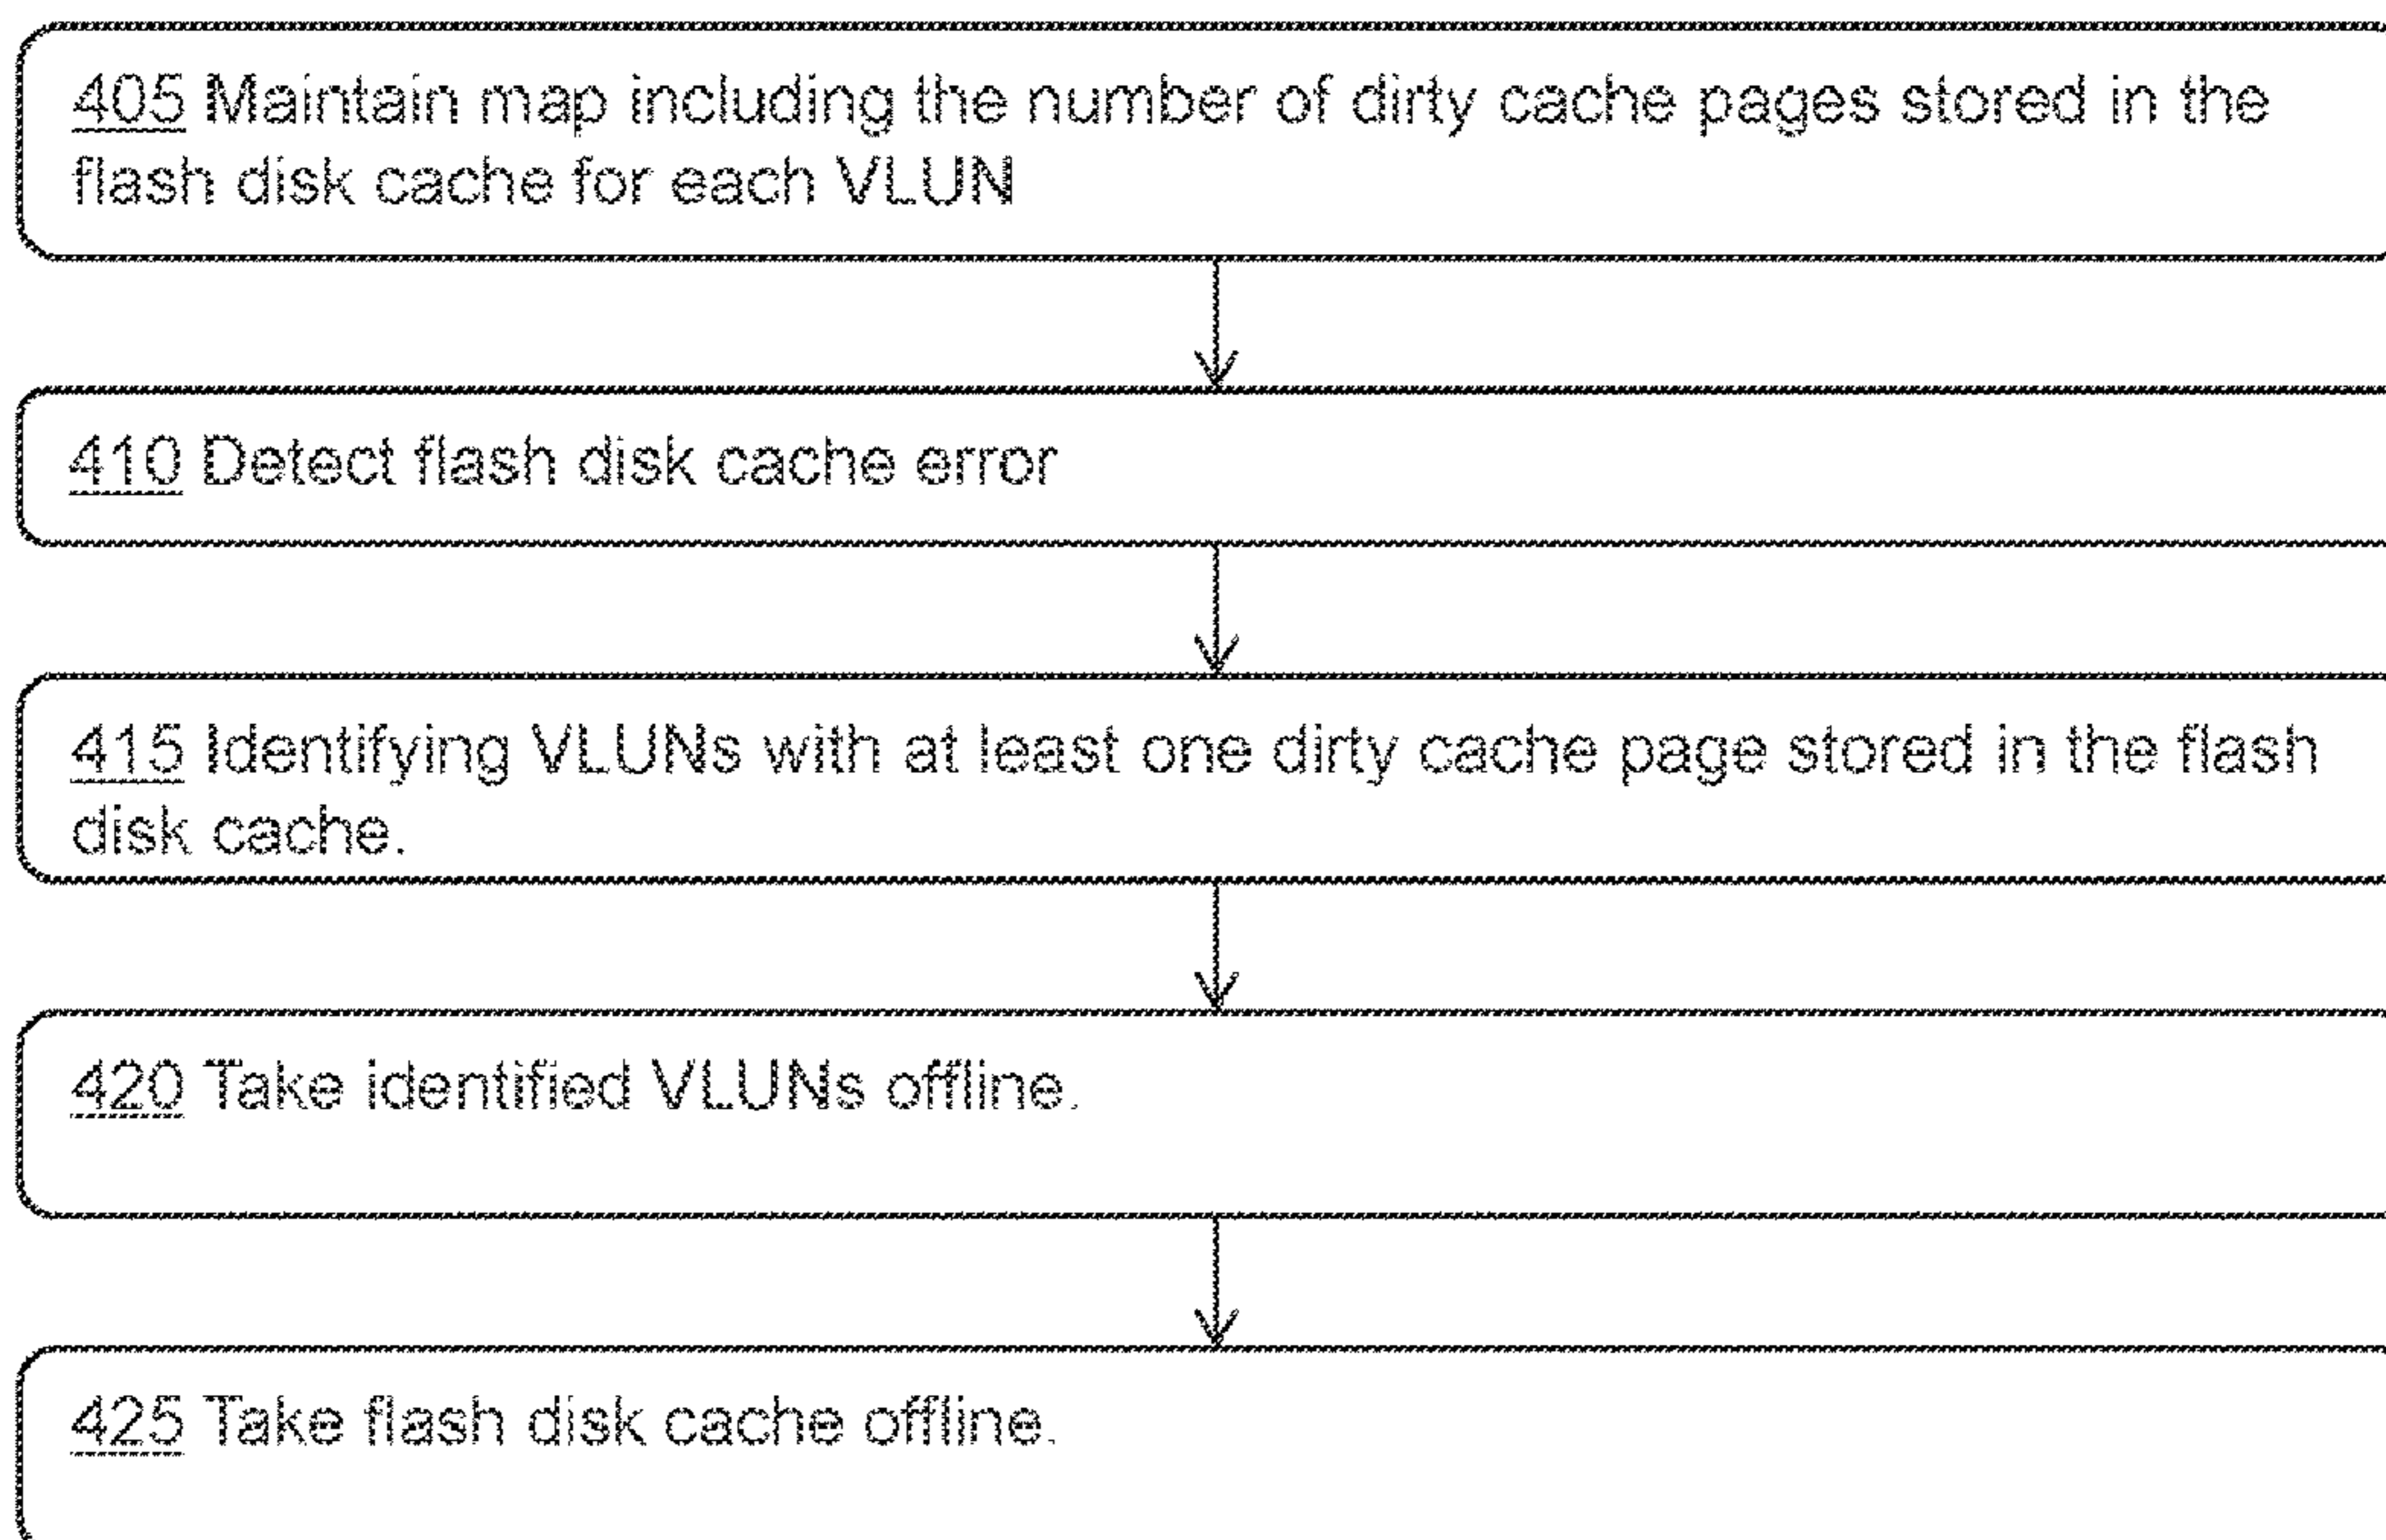 405 Maintain map including the number of dirty cache pages stored in the
flash disk cache for each VLUN
410 Detect flash disk cache error
415 Identifying VLUNs with at least one dirty cache page stored in the flash
disk cache.
420 Take identified VLUNs offline.
425 Take flash disk cache offline.